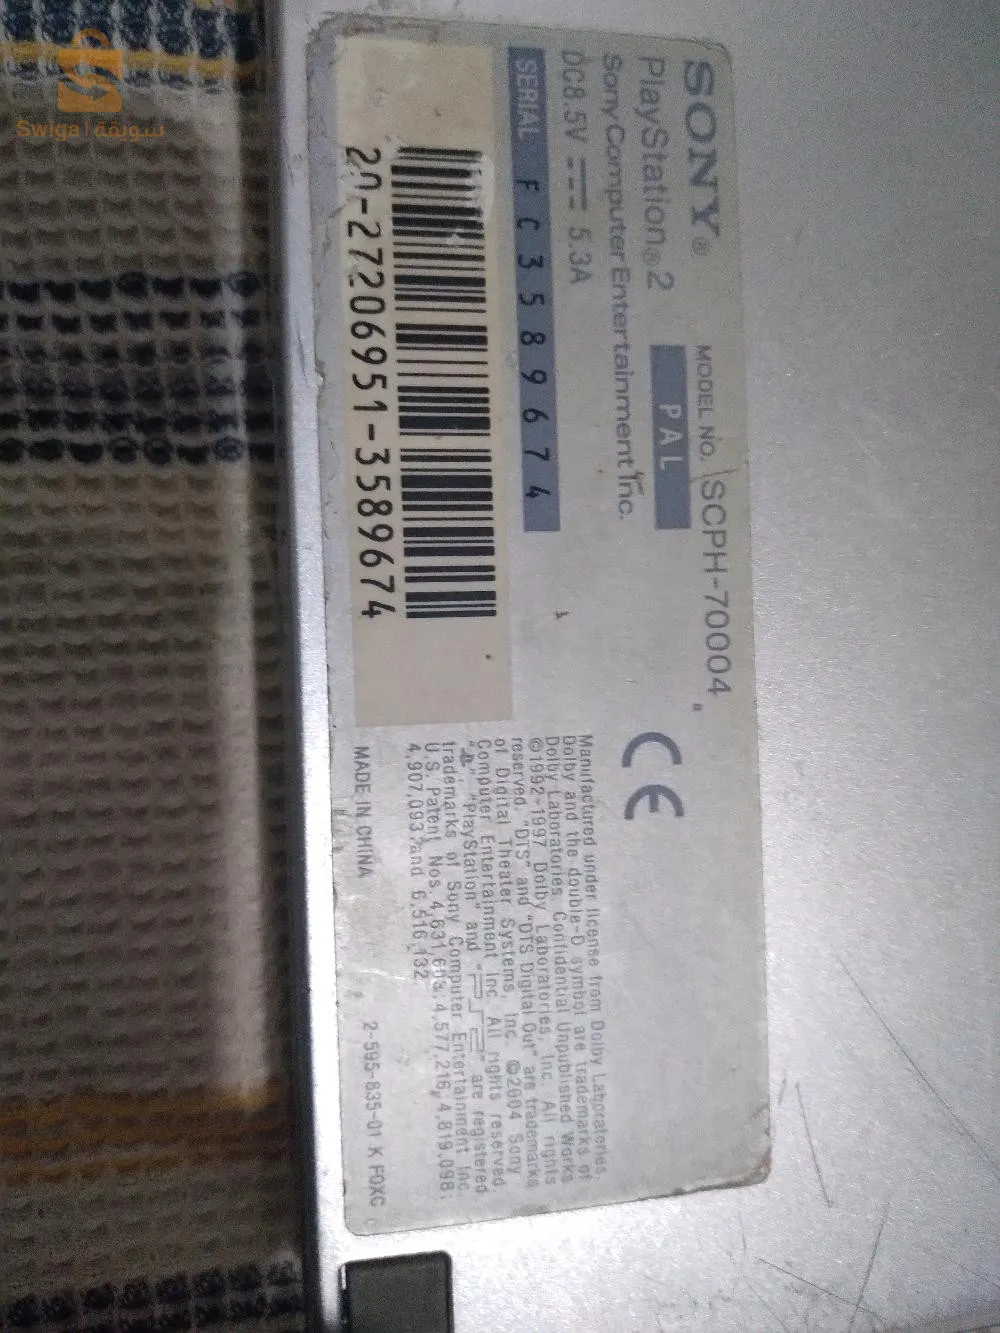 SONY® MODEL NO. SCPH-70004
PlayStation®2 PAL
Sony Computer Entertainment Inc.
DC8.5V 5.3A
SERIAL FC3589674
20-27206951-3589674
CE
Manufactured under license from Dolby Laboratories
Dolby and the double-D symbol are trademarks of
Dolby Laboratories. Confidential Unpublished Works
©1992-1997 Dolby Laboratories, Inc. All rights
reserved. "DTS" and "DTS Digital Out" are trademarks
of Digital Theater Systems, Inc. ©2004 Sony
Computer Entertainment Inc. All rights reserved.
"PlayStation" and " " are registered
trademarks of Sony Computer Entertainment Inc.
U.S. Patent Nos. 4,631,603; 4,577,216; 4,819,098;
4,907,093; and 6,516,132.
MADE IN CHINA 2-595-835-01 K FOXC
Swiga | سويقة